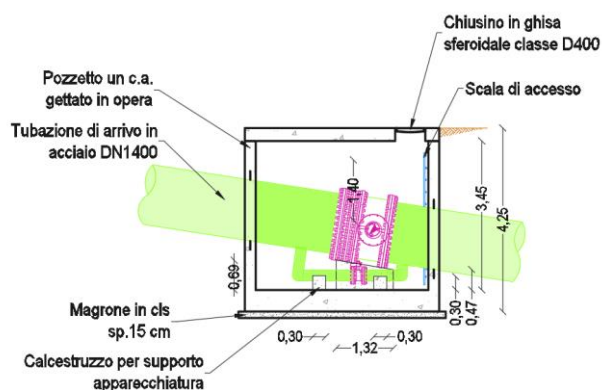 Chiusino in ghisa
sferoidale classe D400
Pozzetto un c.a.
gettato in opera
Scala di accesso
Tubazione di arrivo in
acciaio DN1400
1,40
3,45
4,25
0,69
0,30
0,47
Magrone in cls
sp.15 cm
0,30
0,30
1,32
Calcestruzzo per supporto
apparecchiatura